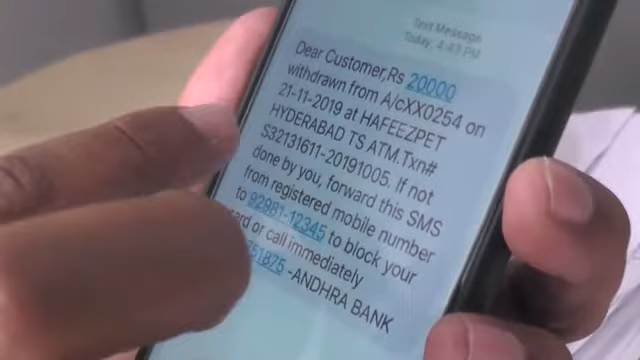 Text Message
Today, 4:43 PM
Dear Customer,Rs 20000
withdrawn from A/cXX0254 on
21-11-2019 at HAFEEZPET
HYDERABAD TS ATM.Txn#
S32131611-20191005. If not
done by you, forward this SMS
from registered mobile number
to 92981-12345 to block your
or call immediately
-ANDHRA BANK